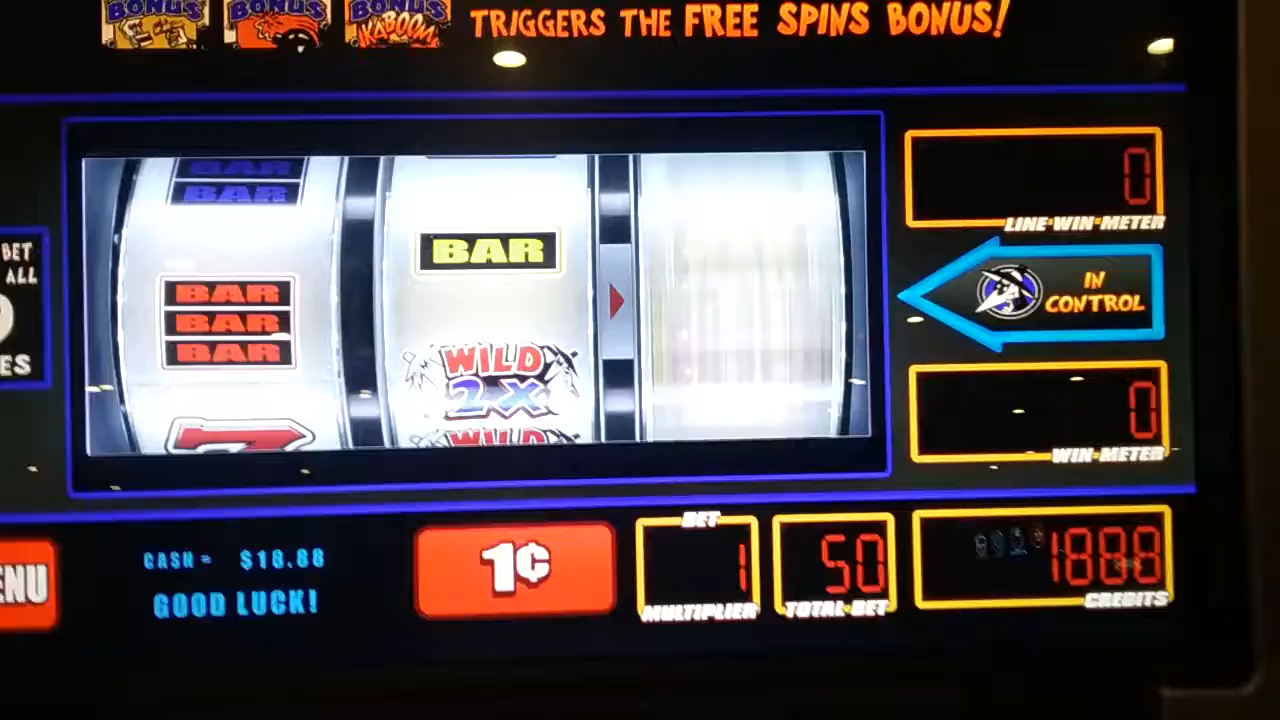 BONUS BONUS BONUS
KABOOM
TRIGGERS THE FREE SPINS BONUS!
BAR
BAR
BAR
BAR
BAR
BAR
WILD
2X
WILD
7
BET
ALL
ES
0
LINE WIN METER
IN
CONTROL
0
WIN METER
ENU
CASH = $18.88
GOOD LUCK!
1¢
BET
1
MULTIPLIER
50
TOTAL BET
1888
CREDITS